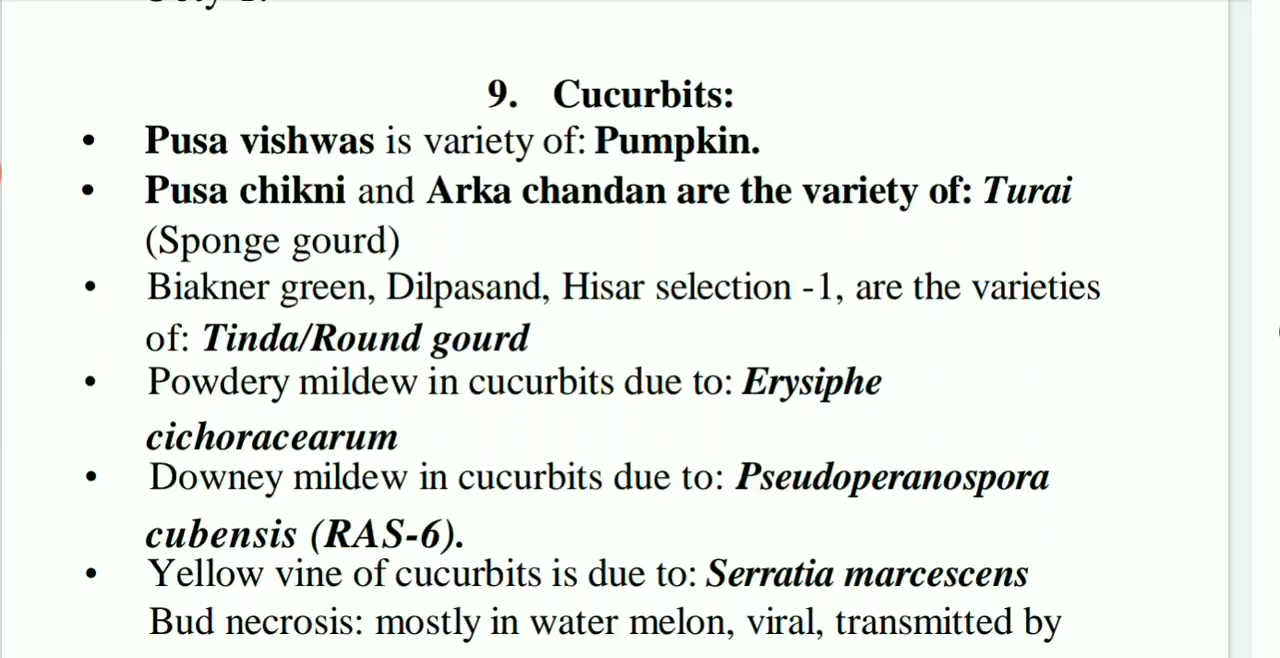 9. Cucurbits:
• Pusa vishwas is variety of: Pumpkin.
• Pusa chikni and Arka chandan are the variety of: Turai
(Sponge gourd)
• Biakner green, Dilpasand, Hisar selection -1, are the varieties
of: Tinda/Round gourd
• Powdery mildew in cucurbits due to: Erysiphe
cichoracearum
• Downey mildew in cucurbits due to: Pseudoperanospora
cubensis (RAS-6).
• Yellow vine of cucurbits is due to: Serratia marcescens
Bud necrosis: mostly in water melon, viral, transmitted by